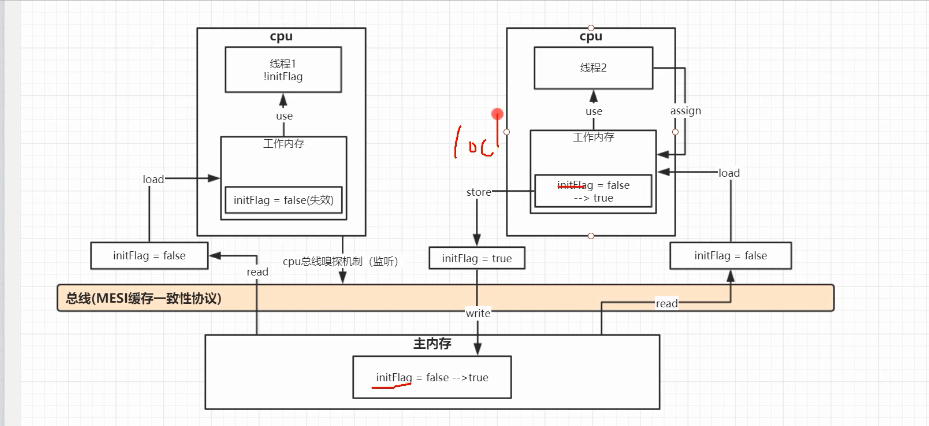 cpu
线程1
!initFlag
use
工作内存
initFlag = false(失效)
load
initFlag = false
read
cpu总线嗅探机制（监听）
cpu
线程2
use
assign
工作内存
initFlag = false
--> true
loc
store
load
initFlag = true
initFlag = false
总线(MESI缓存一致性协议)
write
read
主内存
initFlag = false -->true